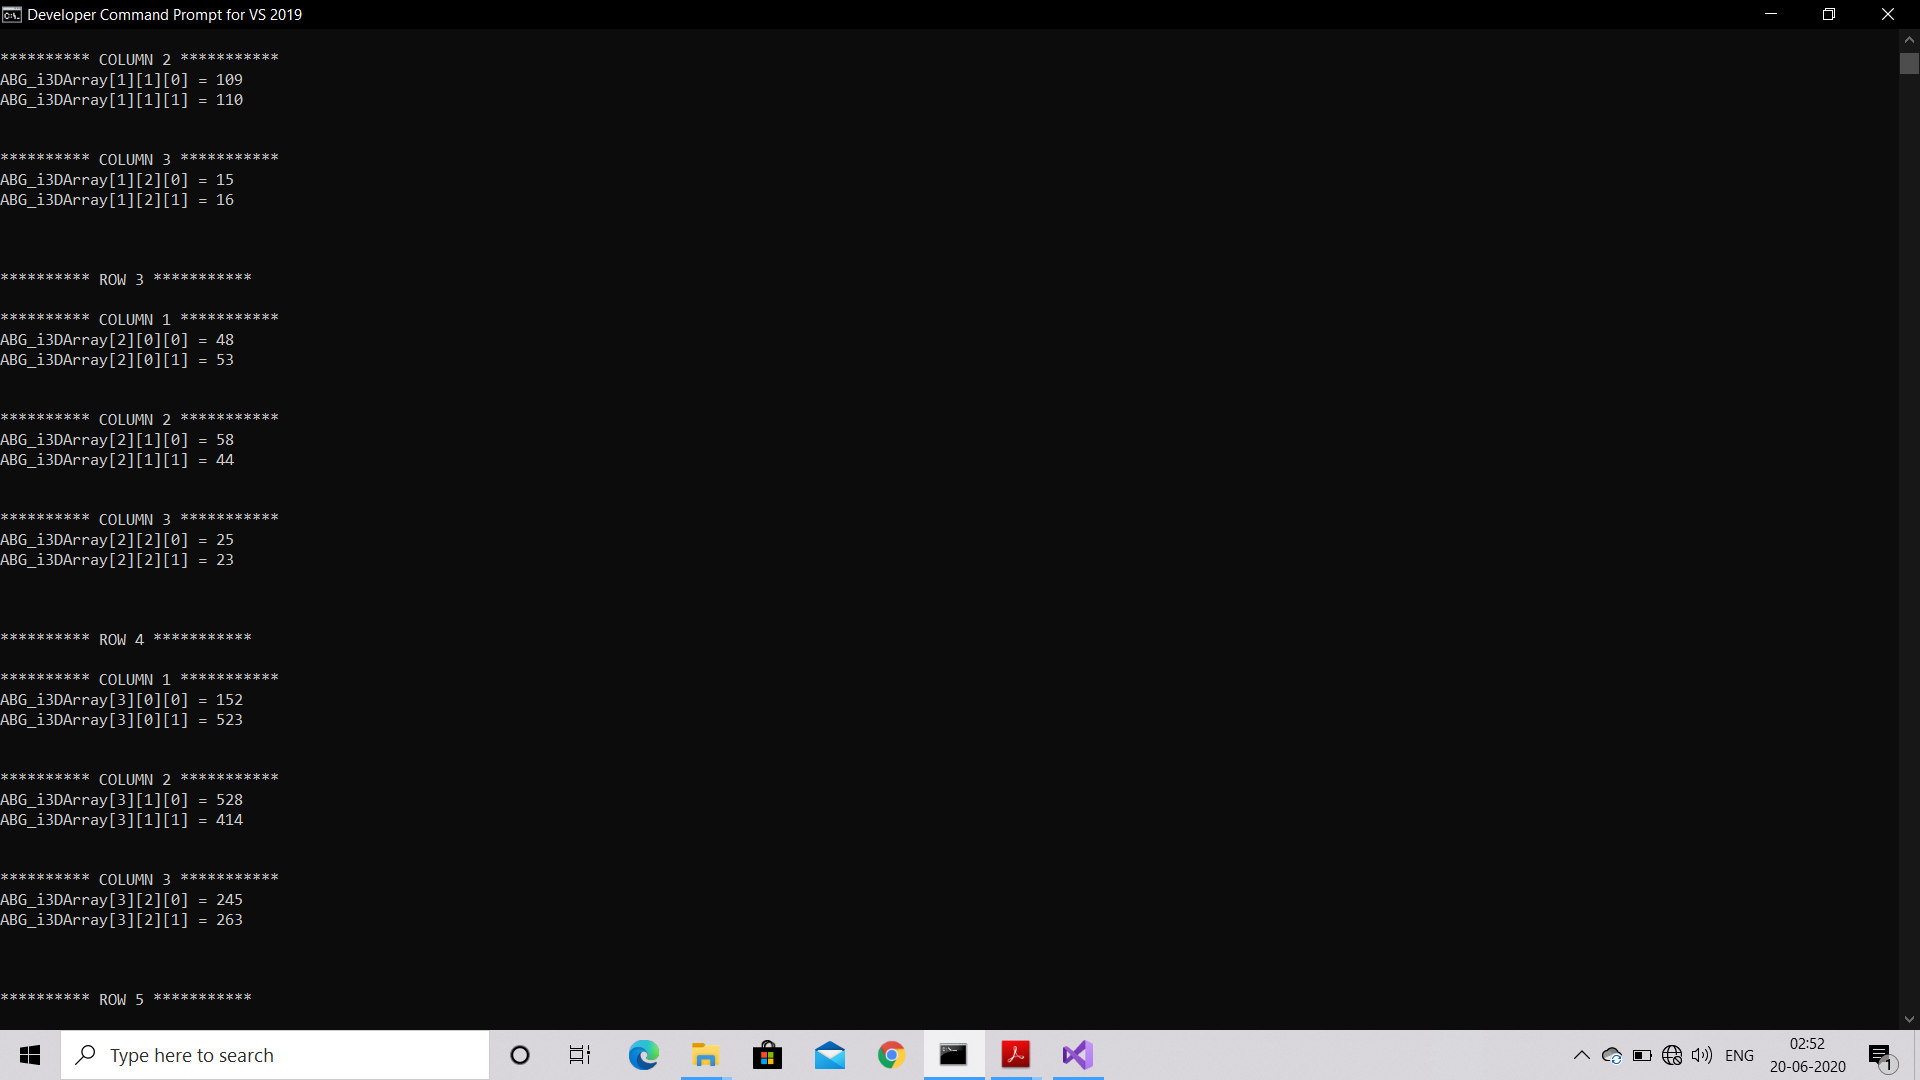 Developer Command Prompt for VS 2019
********** COLUMN 2 ***********
ABG_i3DArray[1][1][0] = 109
ABG_i3DArray[1][1][1] = 110
********** COLUMN 3 ***********
ABG_i3DArray[1][2][0] = 15
ABG_i3DArray[1][2][1] = 16
********** ROW 3 ***********
********** COLUMN 1 ***********
ABG_i3DArray[2][0][0] = 48
ABG_i3DArray[2][0][1] = 53
********** COLUMN 2 ***********
ABG_i3DArray[2][1][0] = 58
ABG_i3DArray[2][1][1] = 44
********** COLUMN 3 ***********
ABG_i3DArray[2][2][0] = 25
ABG_i3DArray[2][2][1] = 23
********** ROW 4 ***********
********** COLUMN 1 ***********
ABG_i3DArray[3][0][0] = 152
ABG_i3DArray[3][0][1] = 523
********** COLUMN 2 ***********
ABG_i3DArray[3][1][0] = 528
ABG_i3DArray[3][1][1] = 414
********** COLUMN 3 ***********
ABG_i3DArray[3][2][0] = 245
ABG_i3DArray[3][2][1] = 263
********** ROW 5 ***********
Type here to search
ENG
02:52
20-06-2020
1